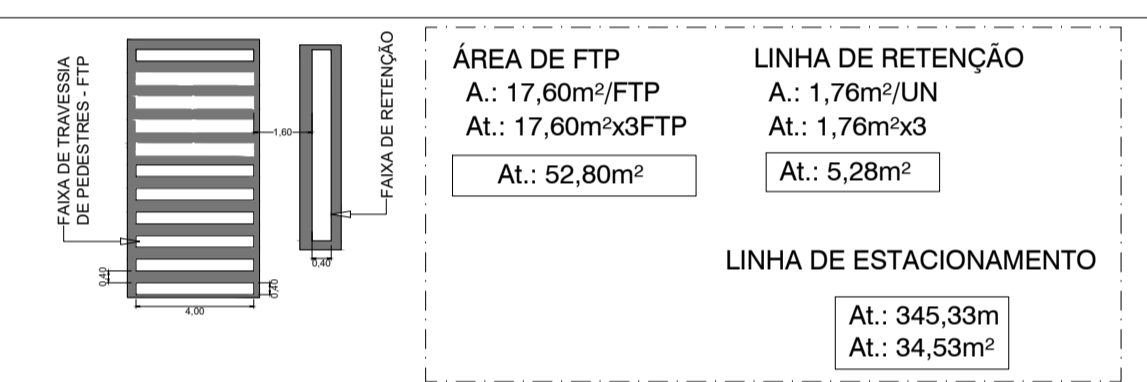 FAIXA DE TRAVESSIA
DE PEDESTRES - FTP
0,40
4,00
0,40
1,60
0,40
FAIXA DE RETENÇÃO
ÁREA DE FTP
A.: 17,60m²/FTP
At.: 17,60m²x3FTP
At.: 52,80m²
LINHA DE RETENÇÃO
A.: 1,76m²/UN
At.: 1,76m²x3
At.: 5,28m²
LINHA DE ESTACIONAMENTO
At.: 345,33m
At.: 34,53m²